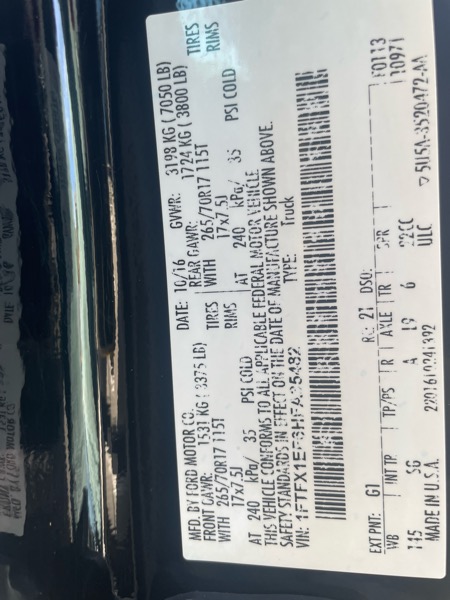 MFD. BY FORD MOTOR CO.
DATE: 10/16 GVWR: 3198 KG (7050 LB)
FRONT GAWR: 1531 KG (3375 LB) REAR GAWR: 1724 KG (3800 LB)
WITH 265/70R17 115T TIRES WITH 265/70R17 115T TIRES
17x7.5J RIMS 17x7.5J RIMS
AT 240 kPa/ 35 PSI COLD AT 240 kPa/ 35 PSI COLD
THIS VEHICLE CONFORMS TO ALL APPLICABLE FEDERAL MOTOR VEHICLE
SAFETY STANDARDS IN EFFECT ON THE DATE OF MANUFACTURE SHOWN ABOVE.
VIN: TYPE: Truck
EXT PNT: G1 RC: 21 DSO: F0113
WB INT TP TP/PS R AXLE TR SPR 10971
145 SG A 19 6 22CC
ULC
MADE IN U.S.A.